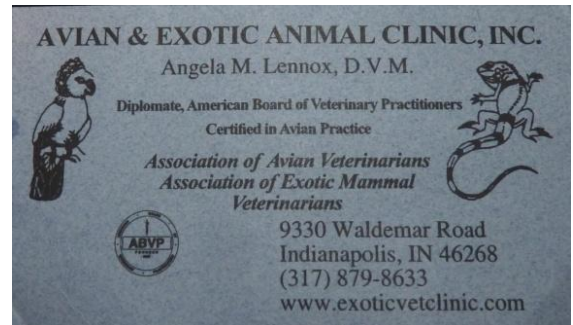 AVIAN & EXOTIC ANIMAL CLINIC, INC.
Angela M. Lennox, D.V.M.
Diplomate, American Board of Veterinary Practitioners
Certified in Avian Practice
Association of Avian Veterinarians
Association of Exotic Mammal
Veterinarians
ABVP
9330 Waldemar Road
Indianapolis, IN 46268
(317) 879-8633
www.exoticvetclinic.com